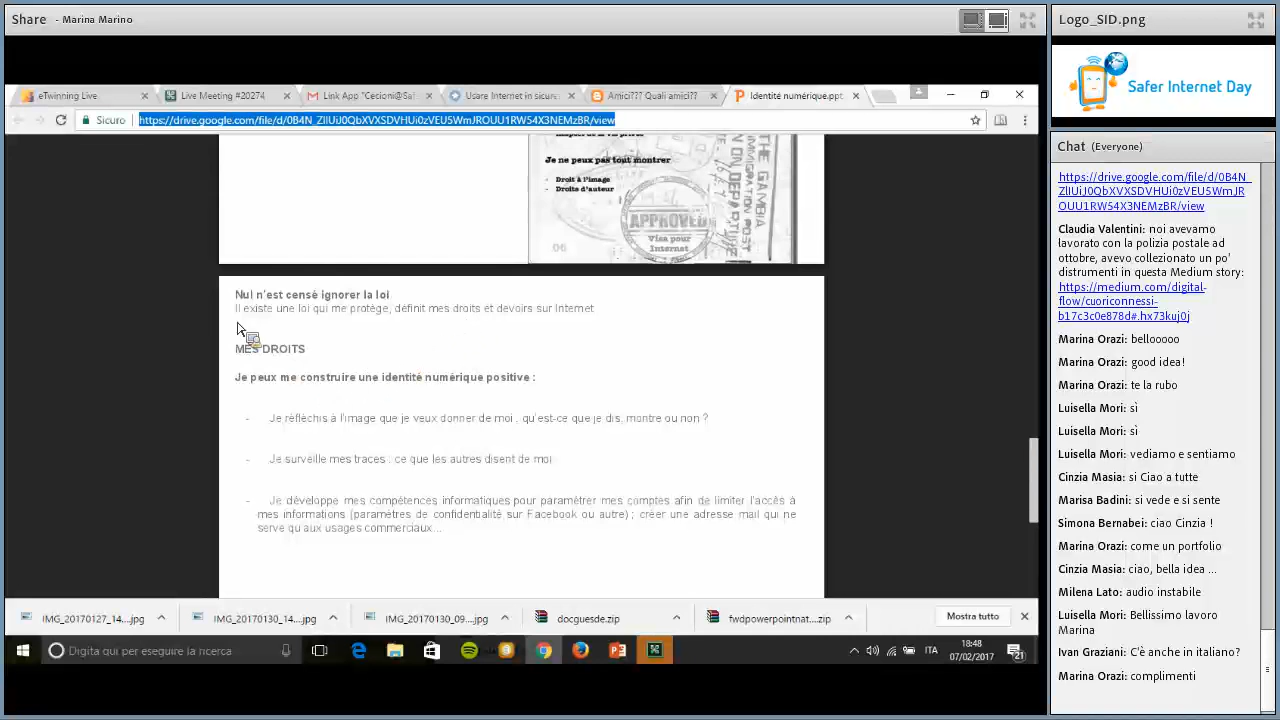 Share - Marina Marino
eTwinning Live
Live Meeting #20274
Link App "Cetioni@Sa
Usare Internet in sicure
Amici??? Quali amici??
Identité numérique.ppt
Sicuro
https://drive.google.com/file/d/0B4N_ZlIUiJ0QbXVXSDVHUi0zVEU5WmJROUU1RW54X3NEMzBR/view
Je ne peux pas tout montrer
- Droit à l'image
- Droits d'auteur
THE GAMBIA
APPROVED
Visa pour
Internet
06
Nul n'est censé ignorer la loi
Il existe une loi qui me protège, définit mes droits et devoirs sur Internet
MES DROITS
Je peux me construire une identité numérique positive :
- Je réfléchis à l'image que je veux donner de moi : qu'est-ce que je dis, montre ou non ?
- Je surveille mes traces : ce que les autres disent de moi
- Je développe mes compétences informatiques pour paramétrer mes comptes afin de limiter l'accès à
mes informations (paramètres de confidentialité sur Facebook ou autre) ; créer une adresse mail qui ne
serve qu'aux usages commerciaux...
IMG_20170127_14....jpg
IMG_20170130_14....jpg
IMG_20170130_09....jpg
docguesde.zip
fwdpowerpointnat....zip
Mostra tutto
Digita qui per eseguire la ricerca
ITA
18:48
07/02/2017
21
Logo_SID.png
Safer Internet Day
Chat (Everyone)
https://drive.google.com/file/d/0B4N_
ZlIUiJ0QbXVXSDVHUi0zVEU5WmJR
OUU1RW54X3NEMzBR/view
Claudia Valentini: noi avevamo
lavorato con la polizia postale ad
ottobre, avevo collezionato un po'
distrumenti in questa Medium story:
https://medium.com/digital-
flow/cuoriconnessi-
b17c3c0e878d#.hx73kuj0j
Marina Orazi: bellooooo
Marina Orazi: good idea!
Marina Orazi: te la rubo
Luisella Mori: sì
Luisella Mori: sì
Luisella Mori: vediamo e sentiamo
Cinzia Masia: si Ciao a tutte
Marisa Badini: si vede e si sente
Simona Bernabei: ciao Cinzia !
Marina Orazi: come un portfolio
Cinzia Masia: ciao, bella idea ...
Milena Lato: audio instabile
Luisella Mori: Bellissimo lavoro
Marina
Ivan Graziani: C'è anche in italiano?
Marina Orazi: complimenti